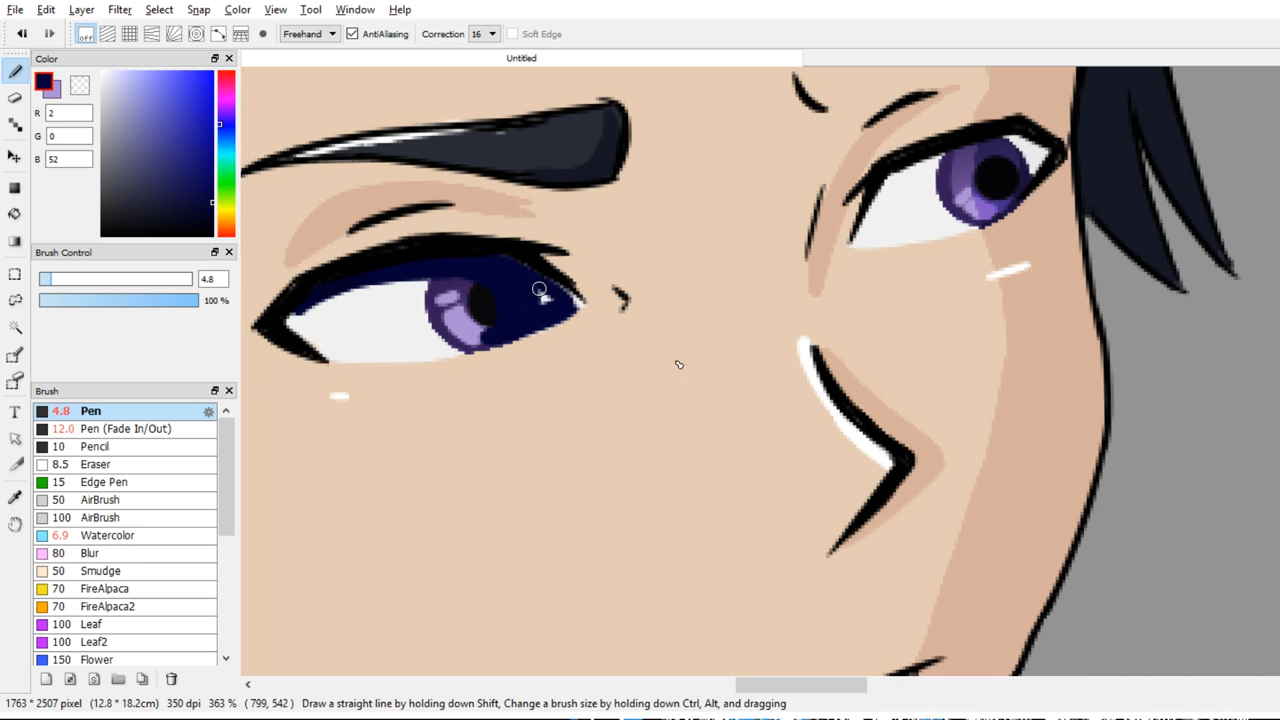 File Edit Layer Filter Select Snap Color View Tool Window Help
off Freehand AntiAliasing Correction 16 Soft Edge
Color
Untitled
R 2
G 0
B 52
Brush Control
4.8
100 %
Brush
4.8 Pen
12.0 Pen (Fade In/Out)
10 Pencil
8.5 Eraser
15 Edge Pen
50 AirBrush
100 AirBrush
6.9 Watercolor
80 Blur
50 Smudge
70 FireAlpaca
70 FireAlpaca2
100 Leaf
100 Leaf2
150 Flower
1763 * 2507 pixel (12.8 * 18.2cm) 350 dpi 363 % ( 799, 542 ) Draw a straight line by holding down Shift, Change a brush size by holding down Ctrl, Alt, and dragging